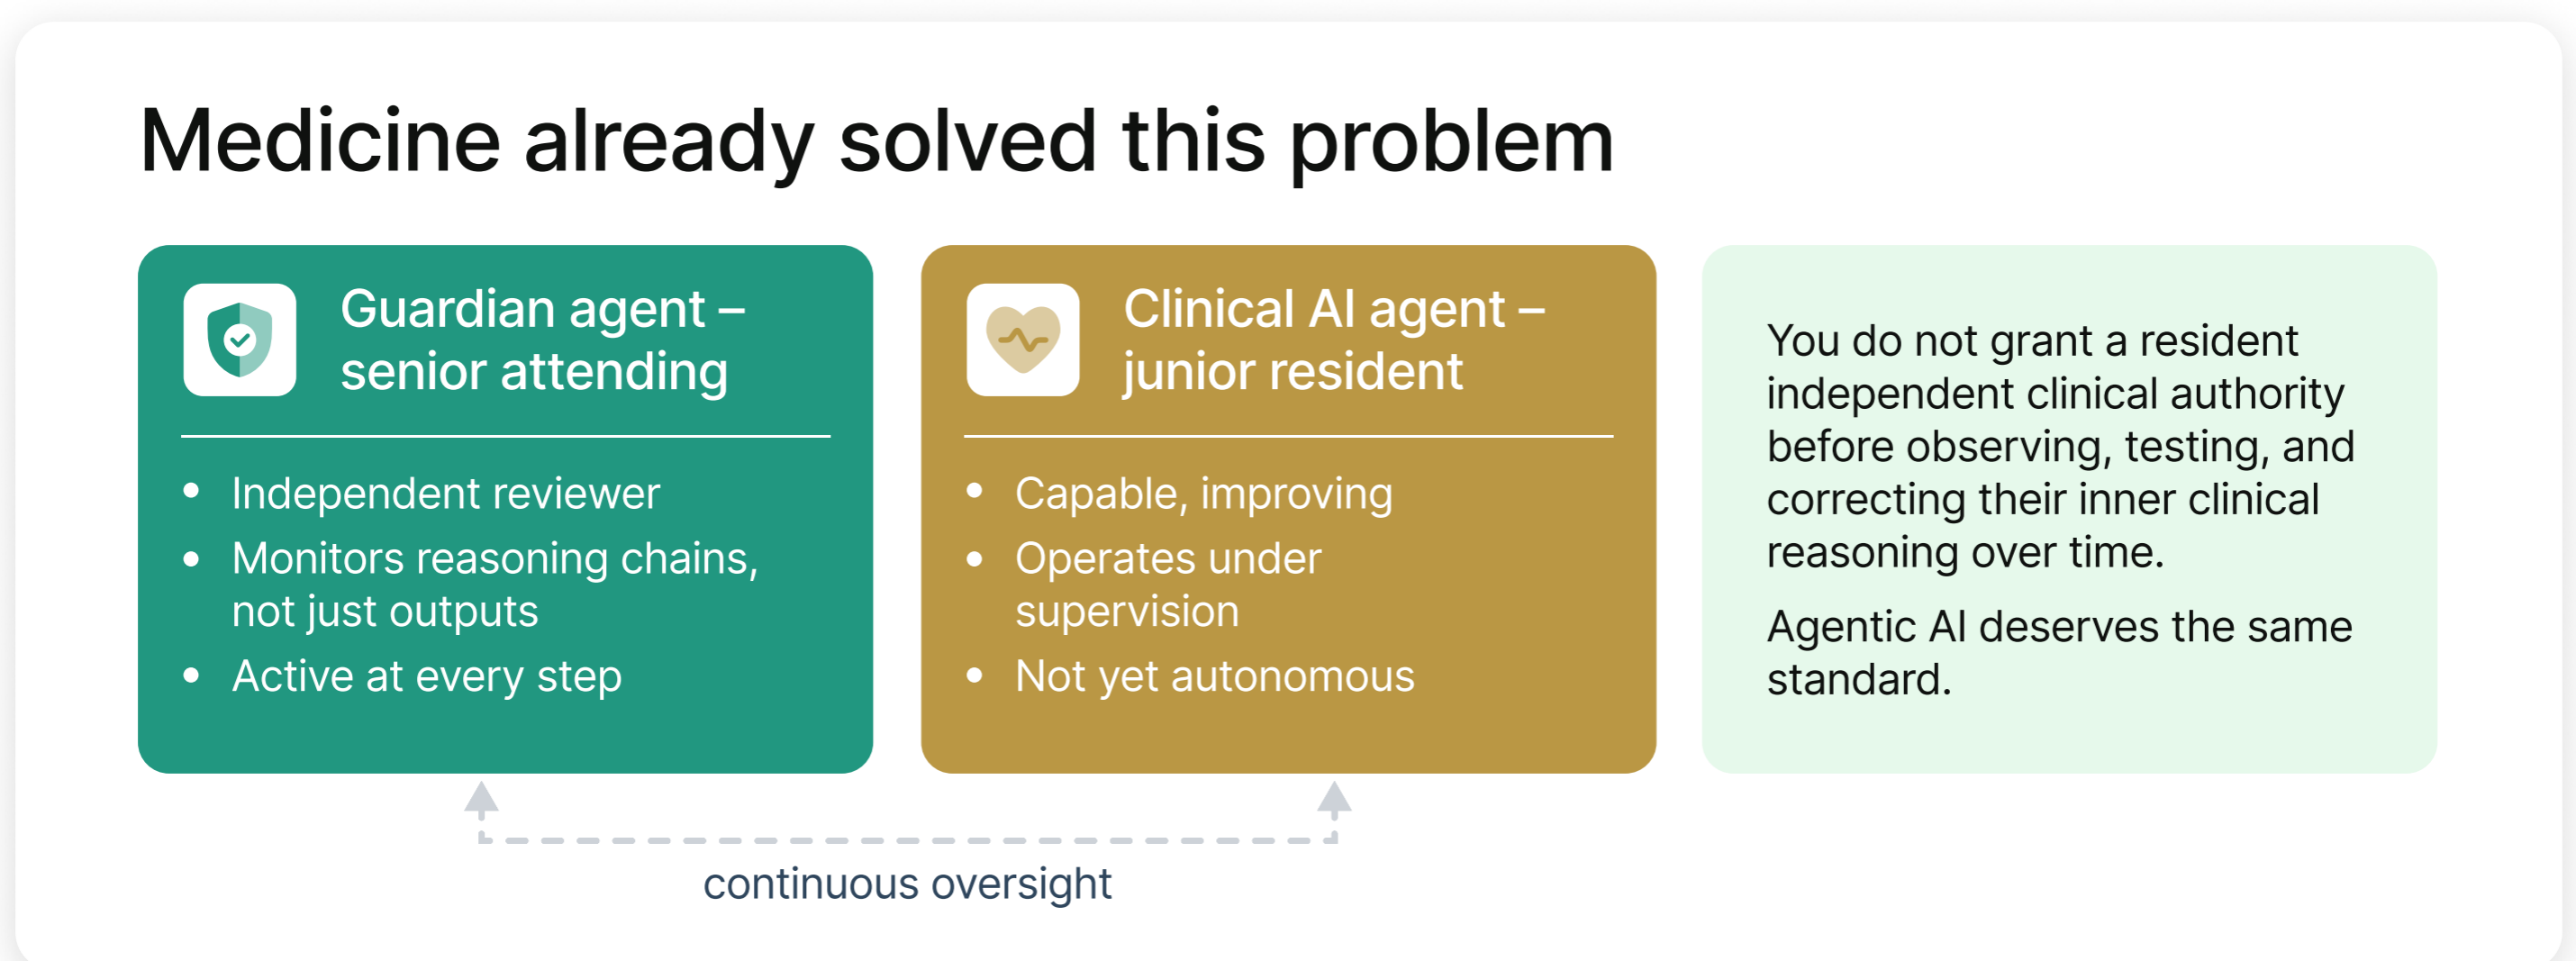 Medicine already solved this problem
Guardian agent –
senior attending
• Independent reviewer
• Monitors reasoning chains,
not just outputs
• Active at every step
Clinical AI agent –
junior resident
• Capable, improving
• Operates under
supervision
• Not yet autonomous
You do not grant a resident
independent clinical authority
before observing, testing, and
correcting their inner clinical
reasoning over time.
Agentic AI deserves the same
standard.
continuous oversight